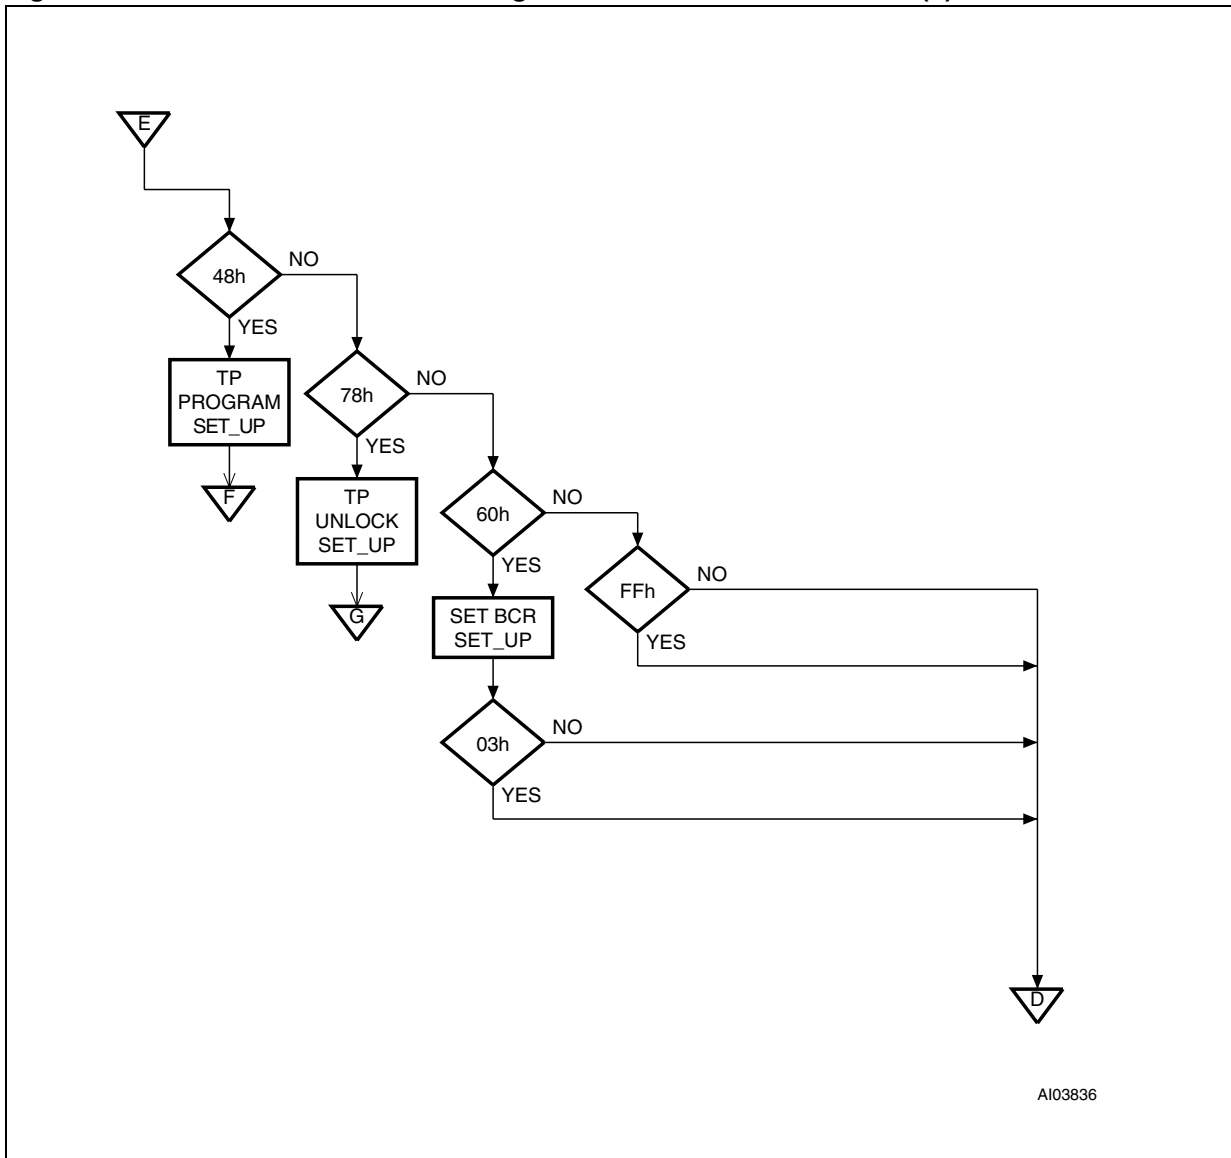 E
48h
NO
YES
TP
PROGRAM
SET_UP
F
78h
NO
YES
TP
UNLOCK
SET_UP
G
60h
NO
YES
SET BCR
SET_UP
FFh
NO
YES
03h
NO
YES
D
AI03836